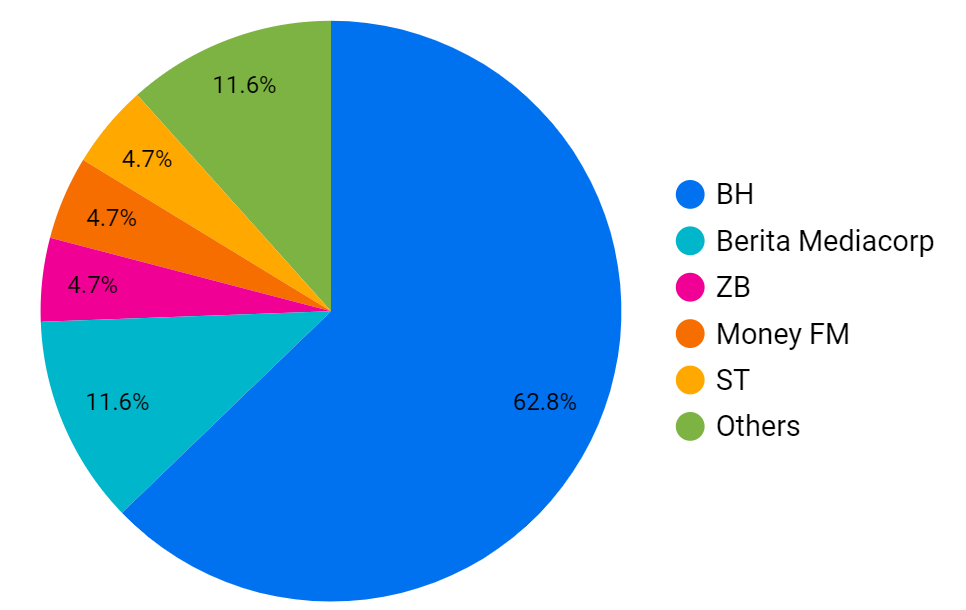 11.6%
4.7%
4.7%
4.7%
11.6%
62.8%
BH
Berita Mediacorp
ZB
Money FM
ST
Others